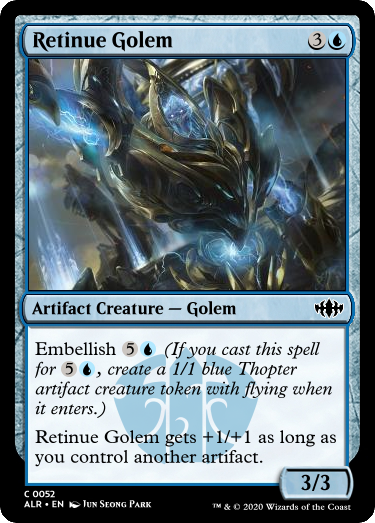 Retinue Golem 3
Artifact Creature — Golem
Embellish 5 (If you cast this spell
for 5, create a 1/1 blue Thopter
artifact creature token with flying when
it enters.)
Retinue Golem gets +1/+1 as long as
you control another artifact.
3/3
C 0052
ALR • EN Jun Seong Park
™ & © 2020 Wizards of the Coast